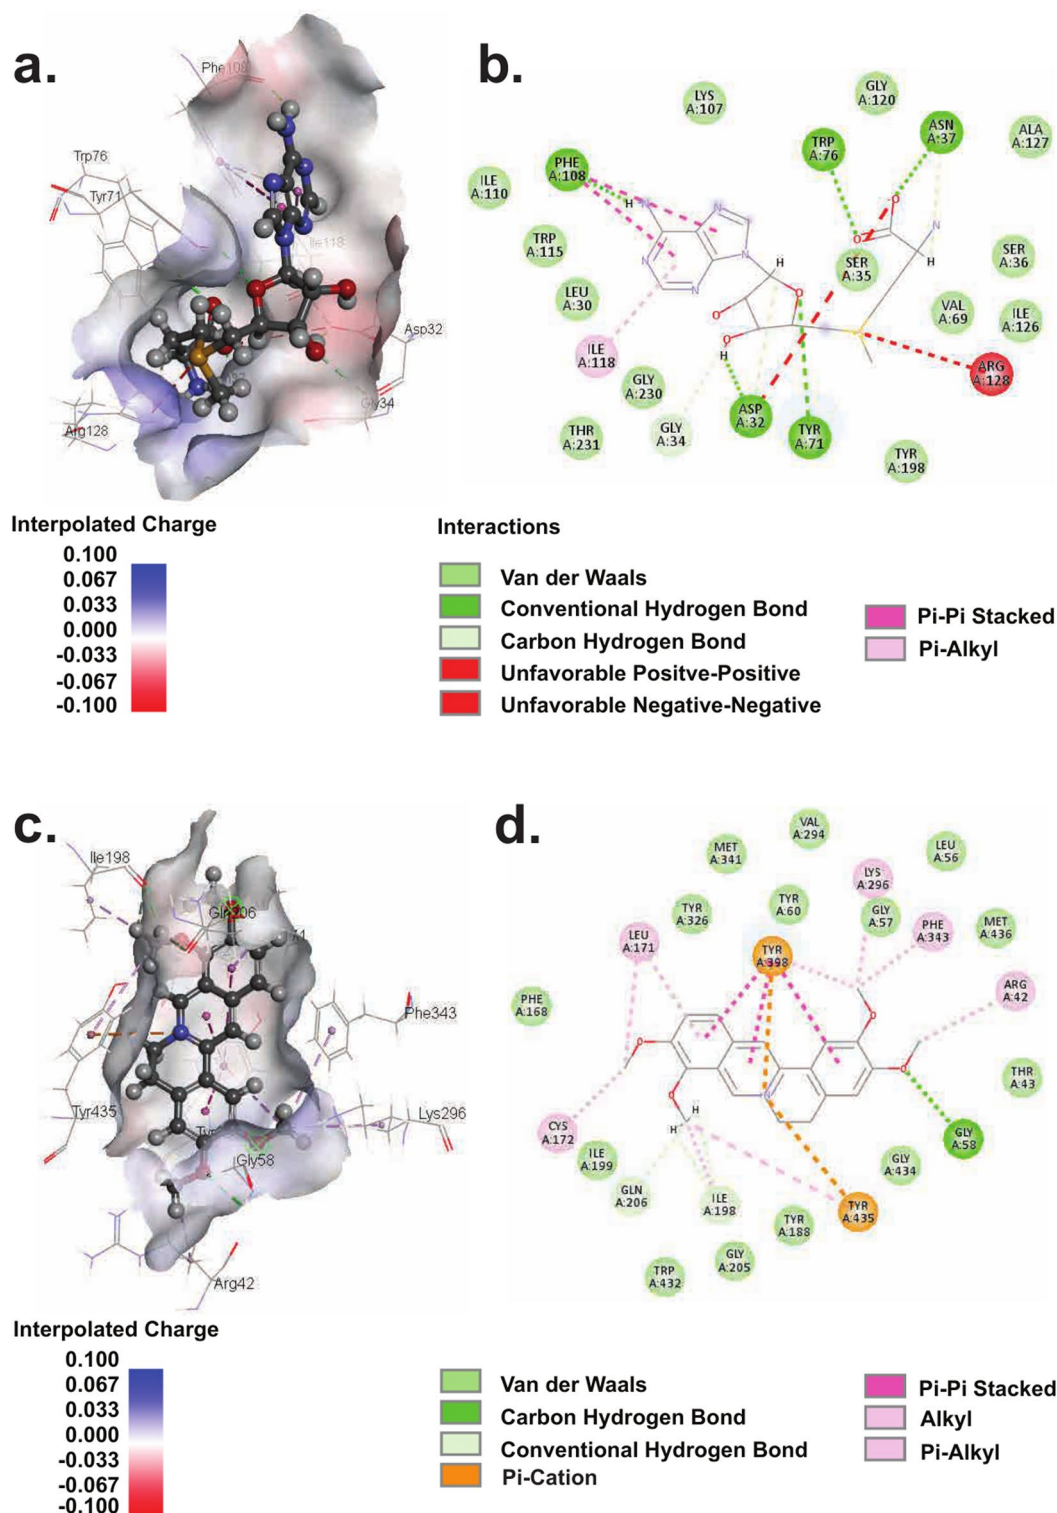 a.
Phe108
Trp76
Tyr71
Ile118
Asp32
Gly34
Arg128
b.
LYS
A:107
GLY
A:120
ASN
A:37
TRP
A:76
ALA
A:127
PHE
A:108
ILE
A:110
H
N
N
N
N
N
N
TRP
A:115
O
O
SER
A:35
N
H
SER
A:36
LEU
A:30
H
O
O
O
H
S
VAL
A:69
ILE
A:126
ILE
A:118
ARG
A:128
GLY
A:230
ASP
A:32
TYR
A:71
THR
A:231
GLY
A:34
TYR
A:198
Interpolated Charge
0.100
0.067
0.033
0.000
-0.033
-0.067
-0.100
Interactions
Van der Waals
Conventional Hydrogen Bond
Carbon Hydrogen Bond
Unfavorable Positve-Positive
Unfavorable Negative-Negative
Pi-Pi Stacked
Pi-Alkyl
c.
Ile198
Gln206
Phe343
Tyr435
Lys296
Gly58
Arg42
d.
VAL
A:294
MET
A:341
LEU
A:56
LYS
A:296
TYR
A:326
TYR
A:60
GLY
A:57
MET
A:436
LEU
A:171
TYR
A:398
PHE
A:343
ARG
A:42
PHE
A:168
O
O
O
O
N
H
H
THR
A:43
CYS
A:172
GLY
A:58
ILE
A:199
GLY
A:434
GLN
A:206
ILE
A:198
TYR
A:188
TYR
A:435
GLY
A:205
TRP
A:432
Interpolated Charge
0.100
0.067
0.033
0.000
-0.033
-0.067
-0.100
Van der Waals
Carbon Hydrogen Bond
Conventional Hydrogen Bond
Pi-Cation
Pi-Pi Stacked
Alkyl
Pi-Alkyl